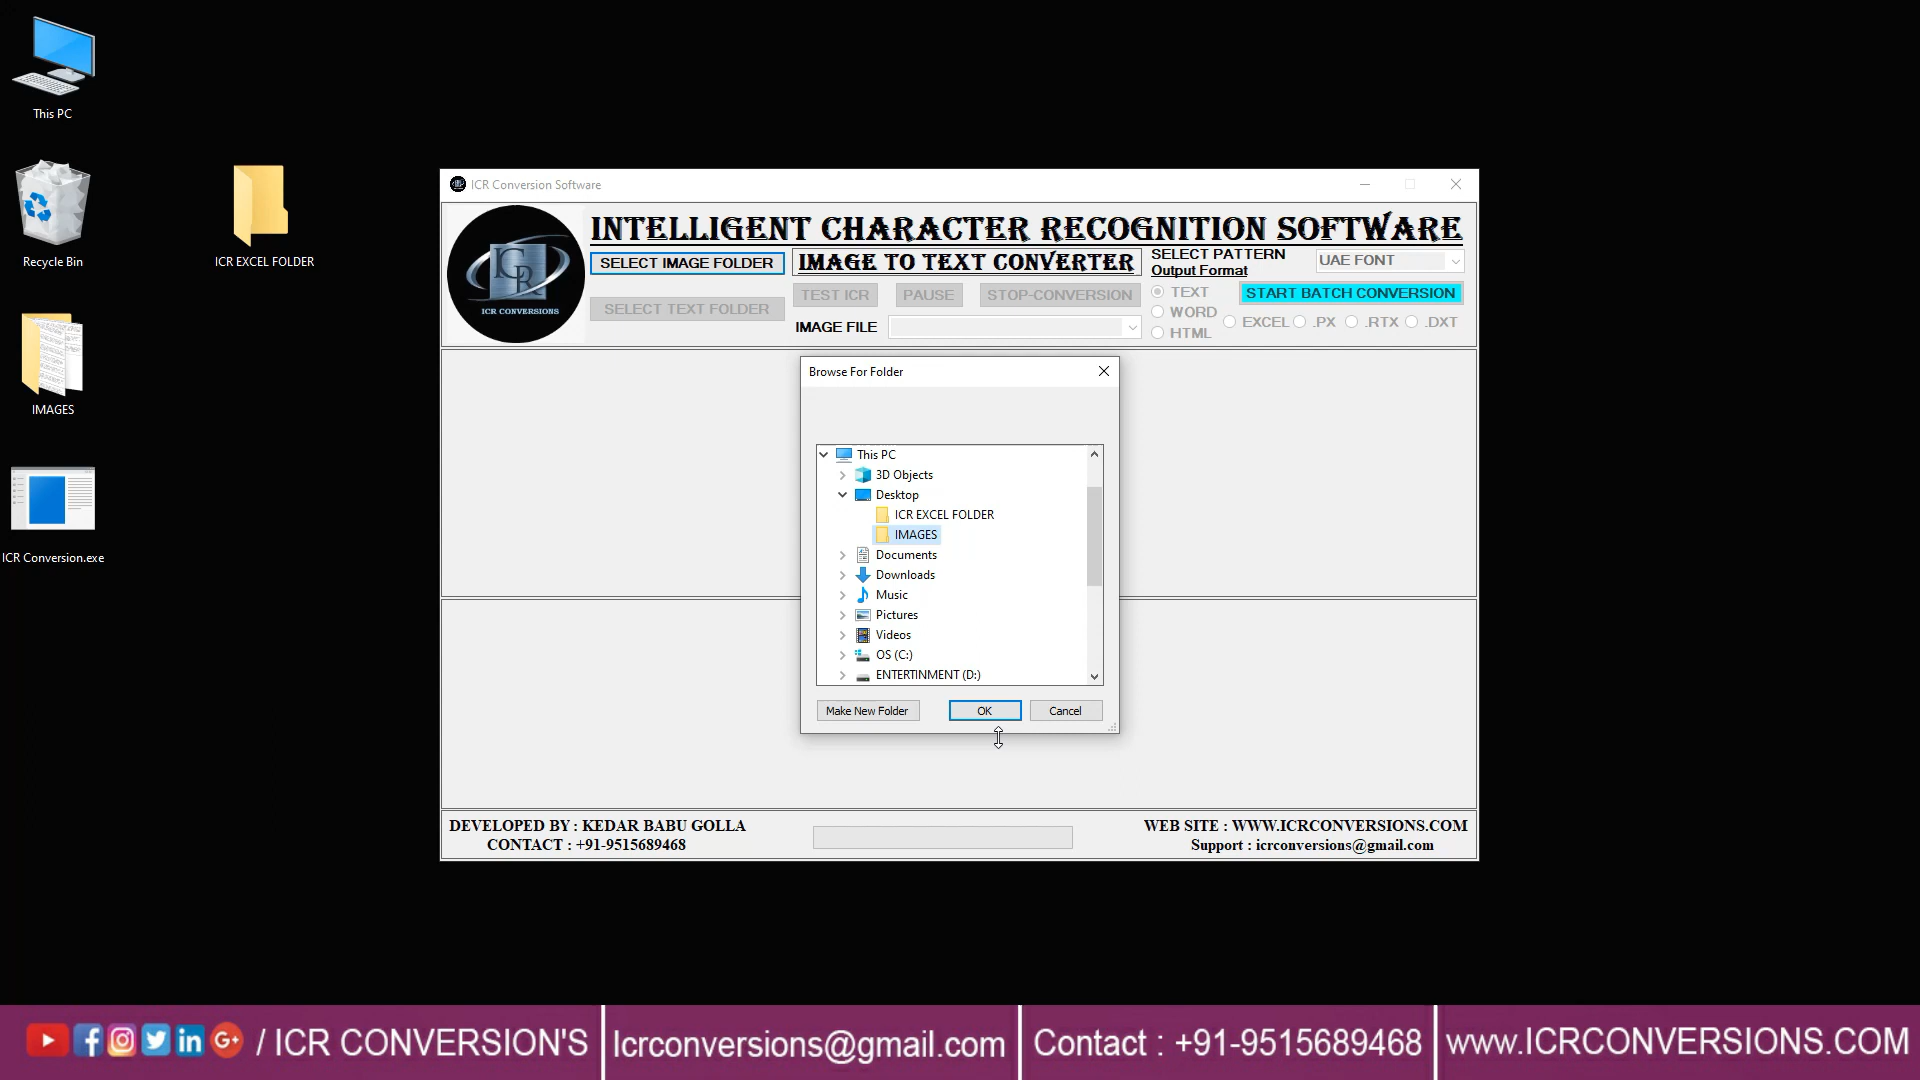 This PC
Recycle Bin
ICR EXCEL FOLDER
IMAGES
ICR Conversion.exe
ICR Conversion Software
INTELLIGENT CHARACTER RECOGNITION SOFTWARE
SELECT IMAGE FOLDER
IMAGE TO TEXT CONVERTER
SELECT PATTERN
UAE FONT
Output Format
TEST ICR
PAUSE
STOP-CONVERSION
TEXT
START BATCH CONVERSION
SELECT TEXT FOLDER
WORD
IMAGE FILE
EXCEL
.PX
.RTX
.DXT
HTML
ICR
ICR CONVERSIONS
Browse For Folder
This PC
3D Objects
Desktop
ICR EXCEL FOLDER
IMAGES
Documents
Downloads
Music
Pictures
Videos
OS (C:)
ENTERTINMENT (D:)
Make New Folder
OK
Cancel
DEVELOPED BY : KEDAR BABU GOLLA
CONTACT : +91-9515689468
WEB SITE : WWW.ICRCONVERSIONS.COM
Support : icrconversions@gmail.com
/ ICR CONVERSION'S
Icrconversions@gmail.com
Contact : +91-9515689468
www.ICRCONVERSIONS.COM